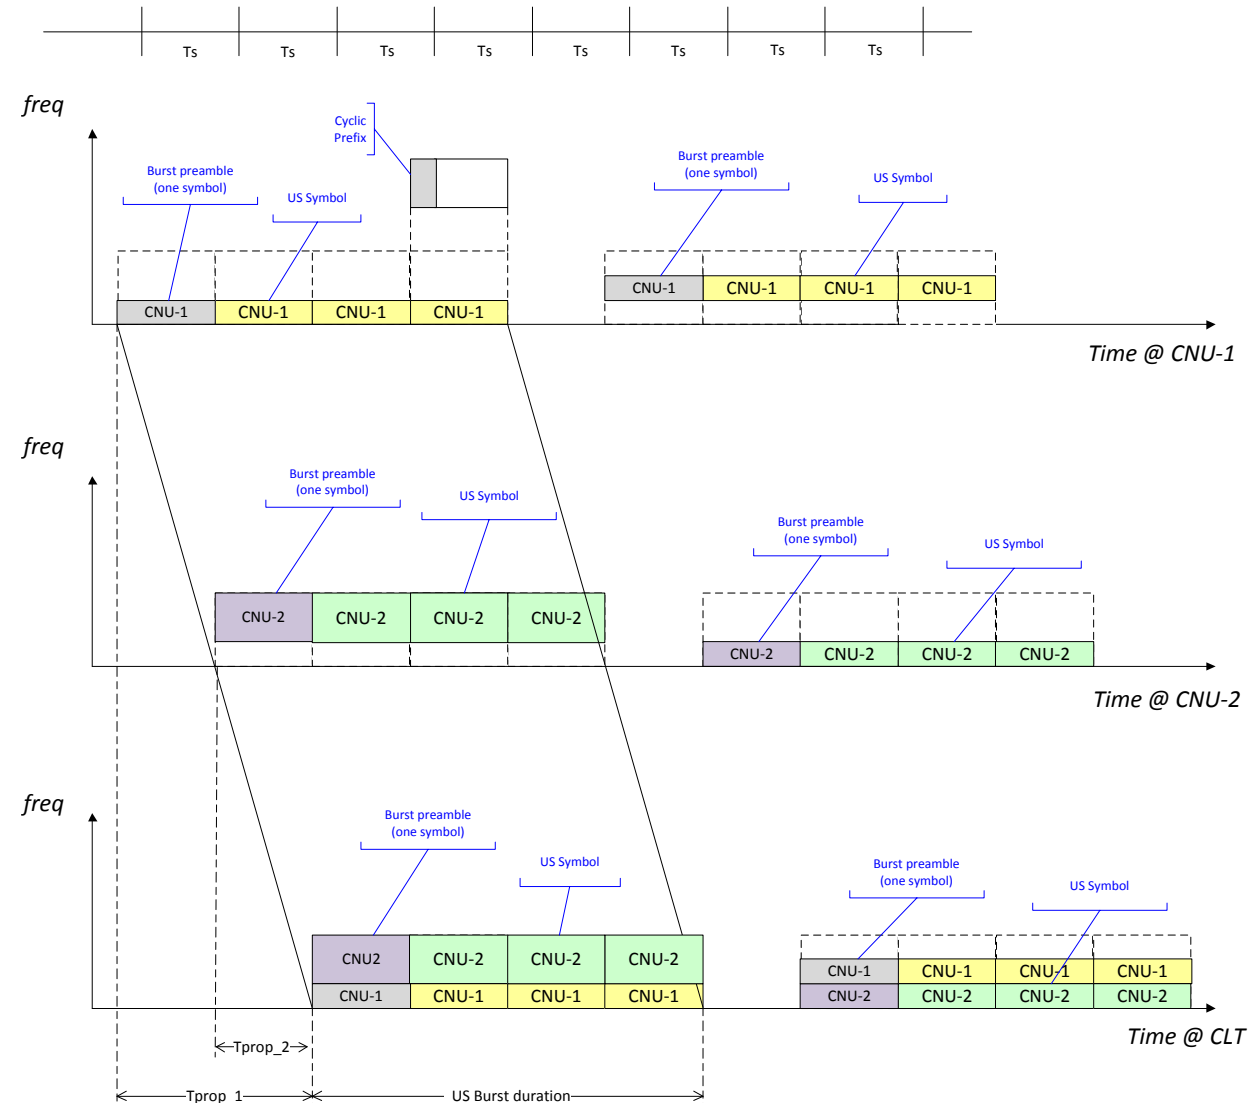 Ts Ts Ts Ts Ts Ts Ts Ts
freq
Cyclic
Prefix
Burst preamble
(one symbol)
US Symbol
Burst preamble
(one symbol)
US Symbol
CNU-1 CNU-1 CNU-1 CNU-1
CNU-1 CNU-1 CNU-1 CNU-1
Time @ CNU-1
freq
Burst preamble
(one symbol)
US Symbol
Burst preamble
(one symbol)
US Symbol
CNU-2 CNU-2 CNU-2 CNU-2
CNU-2 CNU-2 CNU-2 CNU-2
Time @ CNU-2
freq
Burst preamble
(one symbol)
US Symbol
Burst preamble
(one symbol)
US Symbol
CNU2 CNU-2 CNU-2 CNU-2
CNU-1 CNU-1 CNU-1 CNU-1
CNU-1 CNU-1 CNU-1 CNU-1
CNU-2 CNU-2 CNU-2 CNU-2
Time @ CLT
Tprop_2
Tprop_1
US Burst duration